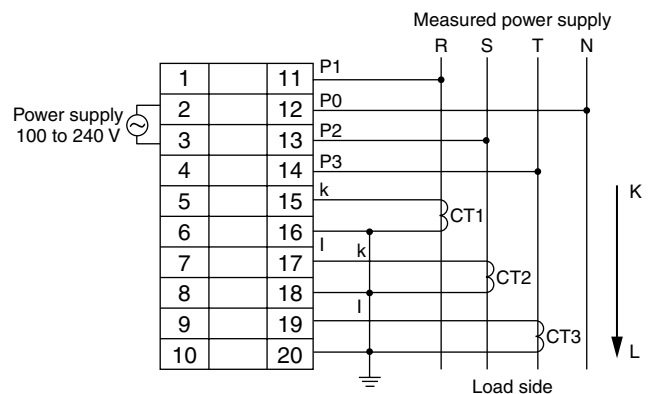 Measured power supply
R S T N
1 11 P1
2 12 P0
Power supply
100 to 240 V
3 13 P2
4 14 P3
5 15 k
K
CT1
6 16
l
k
7 17
CT2
8 18
l
9 19
CT3
10 20
L
Load side